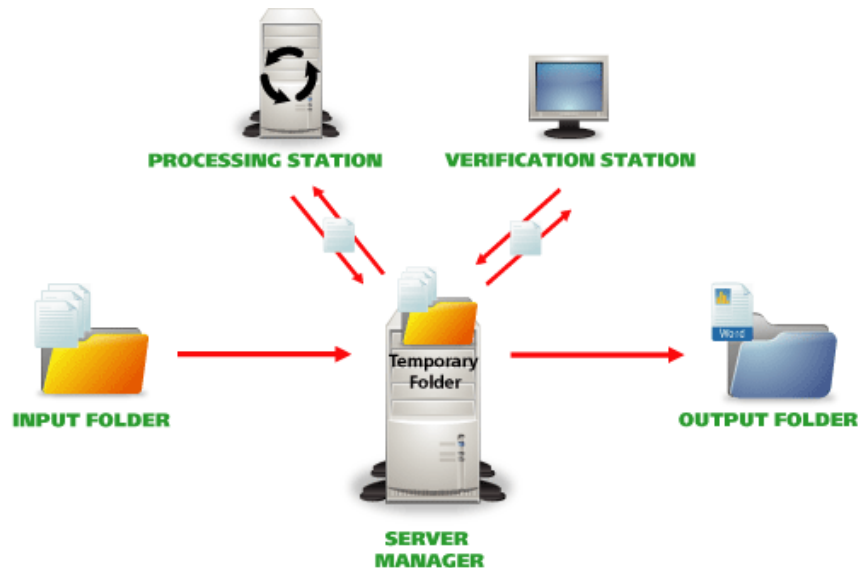 PROCESSING STATION
VERIFICATION STATION
Temporary
Folder
Word
INPUT FOLDER
OUTPUT FOLDER
SERVER
MANAGER